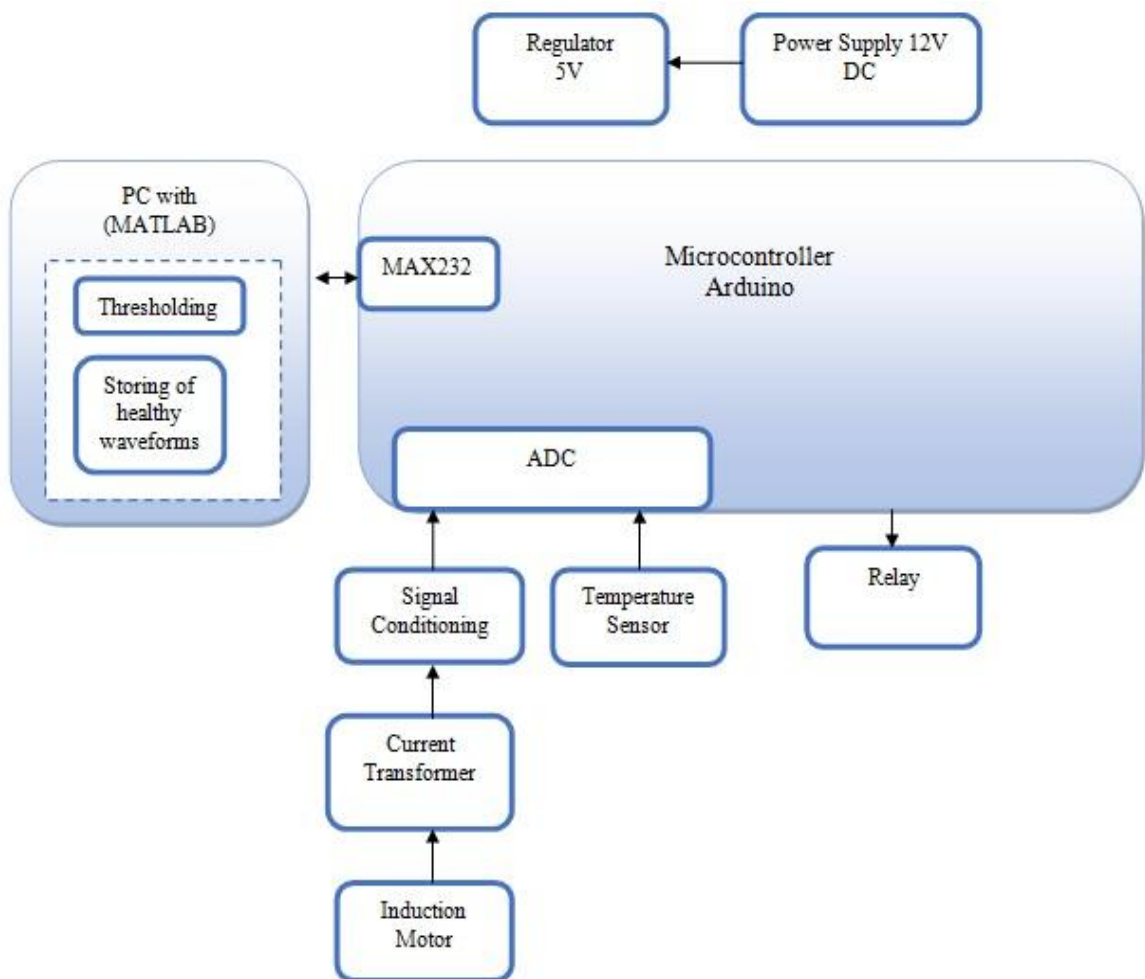 Regulator
5V
Power Supply 12V
DC
PC with
(MATLAB)
Thresholding
Storing of
healthy
waveforms
MAX232
Microcontroller
Arduino
ADC
Signal
Conditioning
Temperature
Sensor
Relay
Current
Transformer
Induction
Motor